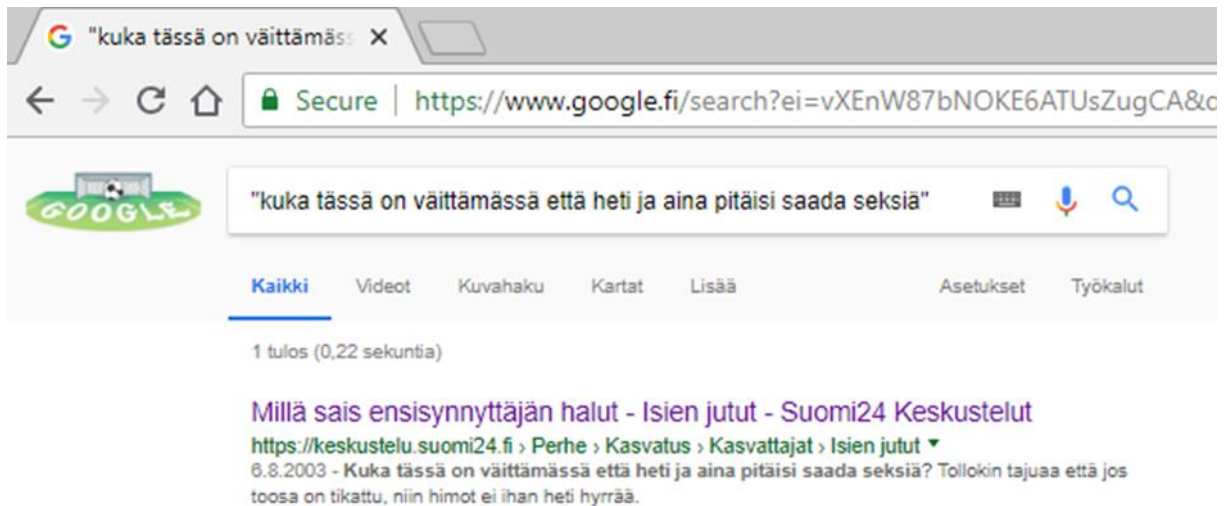 "kuka tässä on väittämäss
Secure | https://www.google.fi/search?ei=vXEnW87bNOKE6ATUsZugCA&q
GOOGLE
"kuka tässä on väittämässä että heti ja aina pitäisi saada seksiä"
Kaikki Videot Kuvahaku Kartat Lisää Asetukset Työkalut
1 tulos (0,22 sekuntia)
Millä sais ensisynnyttäjän halut - Isien jutut - Suomi24 Keskustelut
https://keskustelu.suomi24.fi › Perhe › Kasvatus › Kasvattajat › Isien jutut
6.8.2003 - Kuka tässä on väittämässä että heti ja aina pitäisi saada seksiä? Tollokin tajuaa että jos
toosa on tikattu, niin himot ei ihan heti hyrrää.